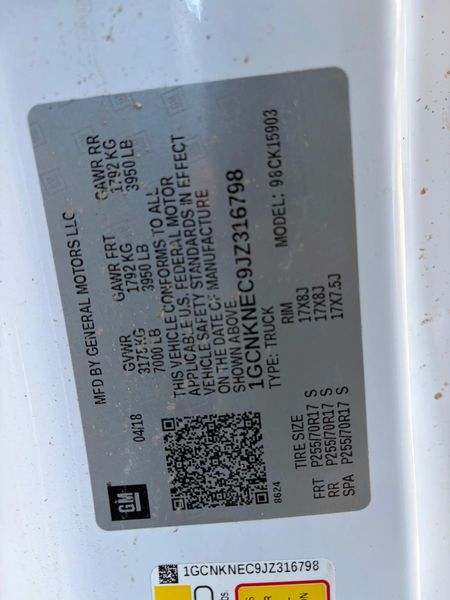 MFD BY GENERAL MOTORS LLC
04/18
GVWR
3175 KG
7000 LB
GAWR FRT
1792 KG
3950 LB
GAWR RR
1792 KG
3950 LB
THIS VEHICLE CONFORMS TO ALL
APPLICABLE U.S. FEDERAL MOTOR
VEHICLE SAFETY STANDARDS IN EFFECT
ON THE DATE OF MANUFACTURE
SHOWN ABOVE.
1GCNKNEC9JZ316798
TYPE: TRUCK
MODEL: 98CK15903
GM
8624
TIRE SIZE RIM
FRT P255/70R17 S 17X8J
RR P255/70R17 S 17X8J
SPA P255/70R17 S 17X7.5J
1GCNKNEC9JZ316798